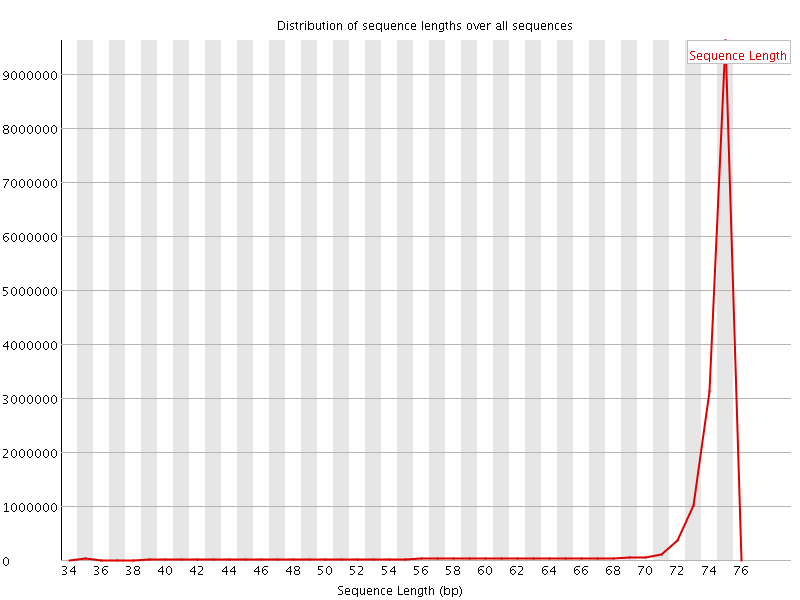 Distribution of sequence lengths over all sequences
Sequence Length
9000000
8000000
7000000
6000000
5000000
4000000
3000000
2000000
1000000
0
34 36 38 40 42 44 46 48 50 52 54 56 58 60 62 64 66 68 70 72 74 76
Sequence Length (bp)